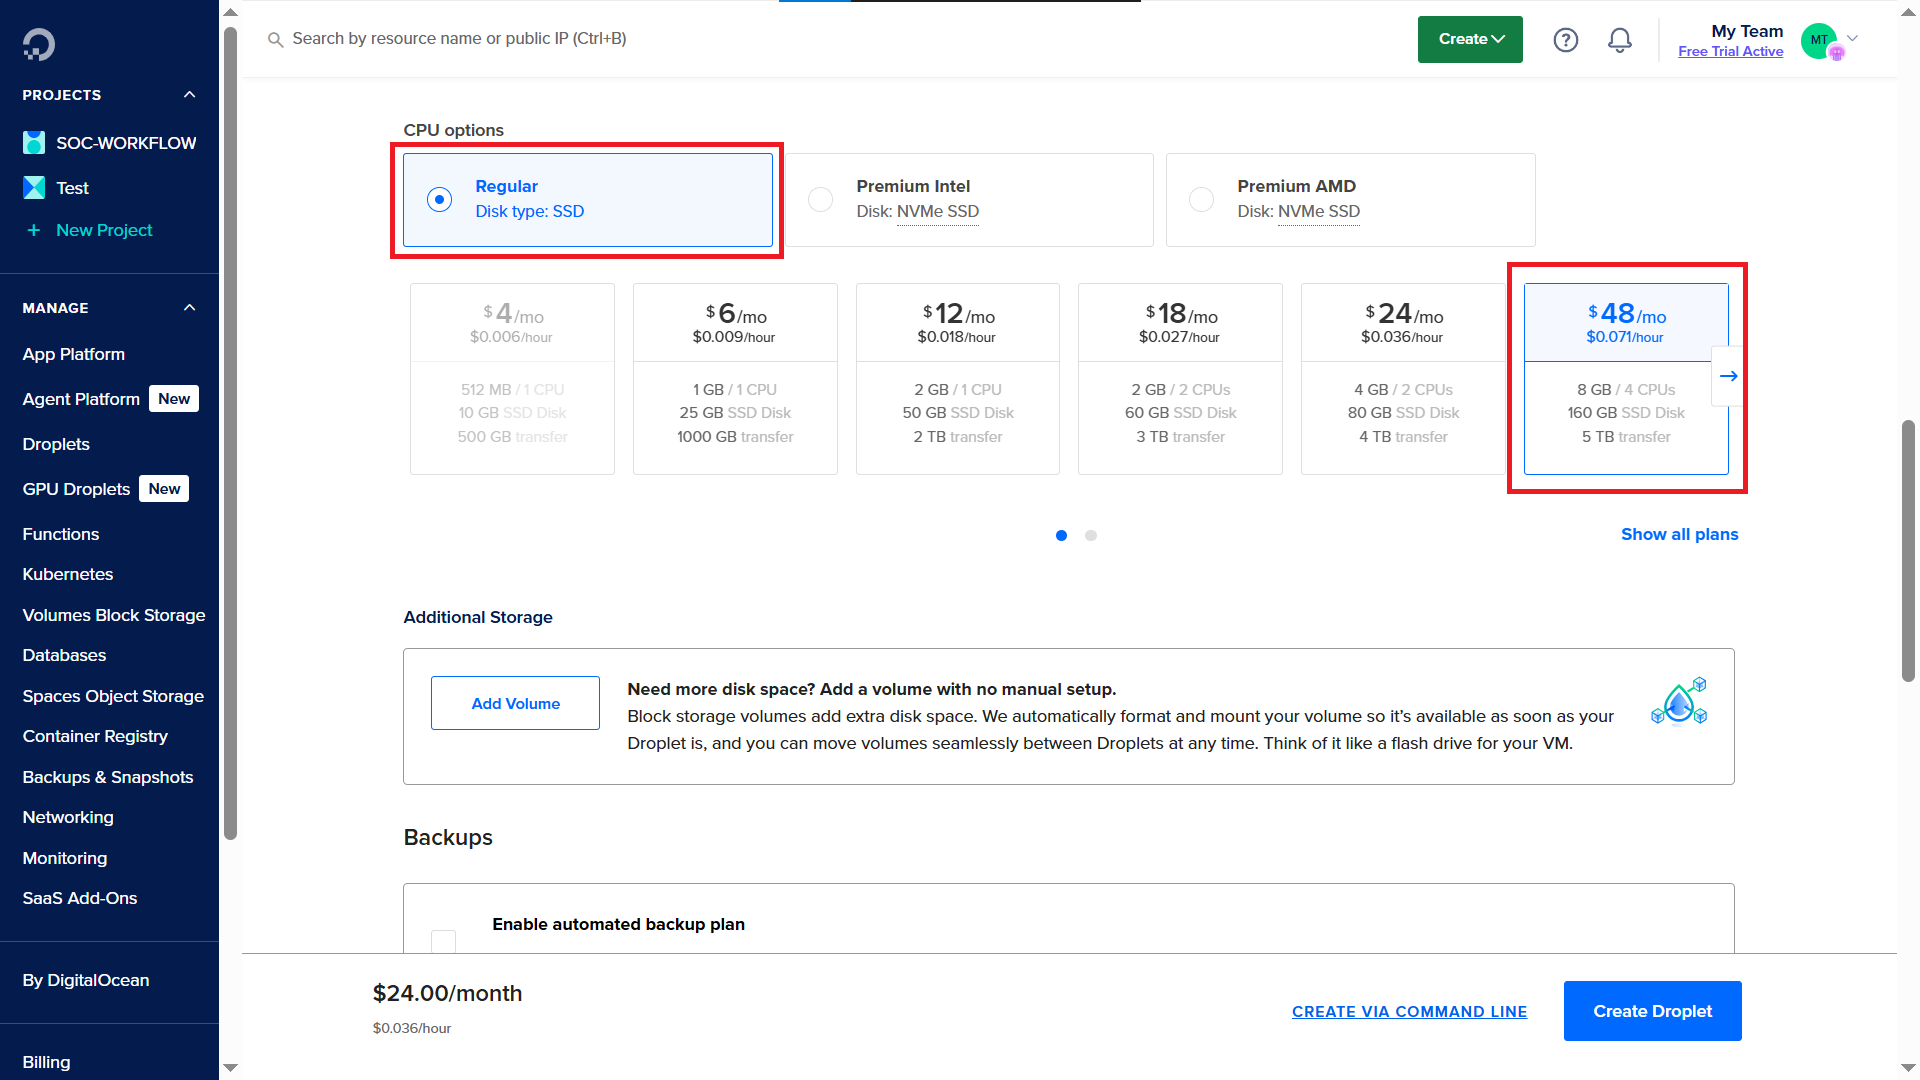 Search by resource name or public IP (Ctrl+B)
Create
My Team
Free Trial Active
MT
PROJECTS
SOC-WORKFLOW
Test
+ New Project
MANAGE
App Platform
Agent Platform New
Droplets
GPU Droplets New
Functions
Kubernetes
Volumes Block Storage
Databases
Spaces Object Storage
Container Registry
Backups & Snapshots
Networking
Monitoring
SaaS Add-Ons
By DigitalOcean
Billing
CPU options
Regular
Disk type: SSD
Premium Intel
Disk: NVMe SSD
Premium AMD
Disk: NVMe SSD
$4/mo
$0.006/hour
512 MB / 1 CPU
10 GB SSD Disk
500 GB transfer
$6/mo
$0.009/hour
1 GB / 1 CPU
25 GB SSD Disk
1000 GB transfer
$12/mo
$0.018/hour
2 GB / 1 CPU
50 GB SSD Disk
2 TB transfer
$18/mo
$0.027/hour
2 GB / 2 CPUs
60 GB SSD Disk
3 TB transfer
$24/mo
$0.036/hour
4 GB / 2 CPUs
80 GB SSD Disk
4 TB transfer
$48/mo
$0.071/hour
8 GB / 4 CPUs
160 GB SSD Disk
5 TB transfer
Show all plans
Additional Storage
Add Volume
Need more disk space? Add a volume with no manual setup.
Block storage volumes add extra disk space. We automatically format and mount your volume so it’s available as soon as your
Droplet is, and you can move volumes seamlessly between Droplets at any time. Think of it like a flash drive for your VM.
Backups
Enable automated backup plan
$24.00/month
$0.036/hour
CREATE VIA COMMAND LINE
Create Droplet